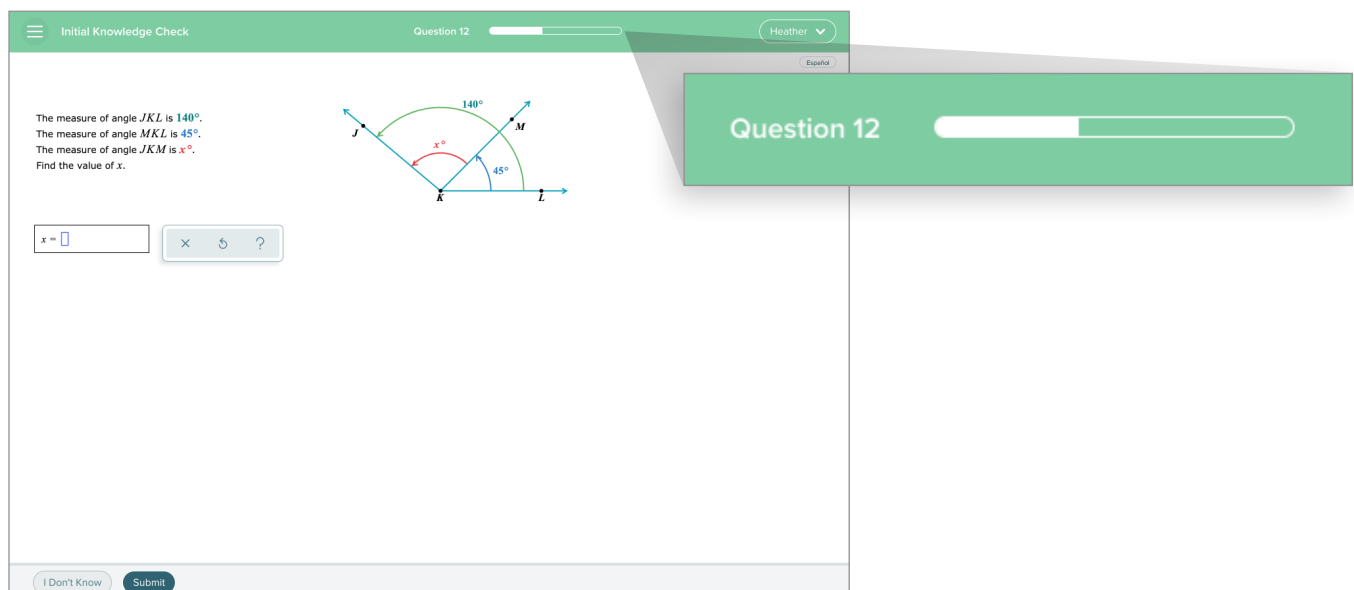 Initial Knowledge Check
Question 12
Heather
Español
Question 12
The measure of angle JKL is 140°.
The measure of angle MKL is 45°.
The measure of angle JKM is x°.
Find the value of x.
140°
J
M
x°
45°
K
L
x =
?
I Don't Know
Submit